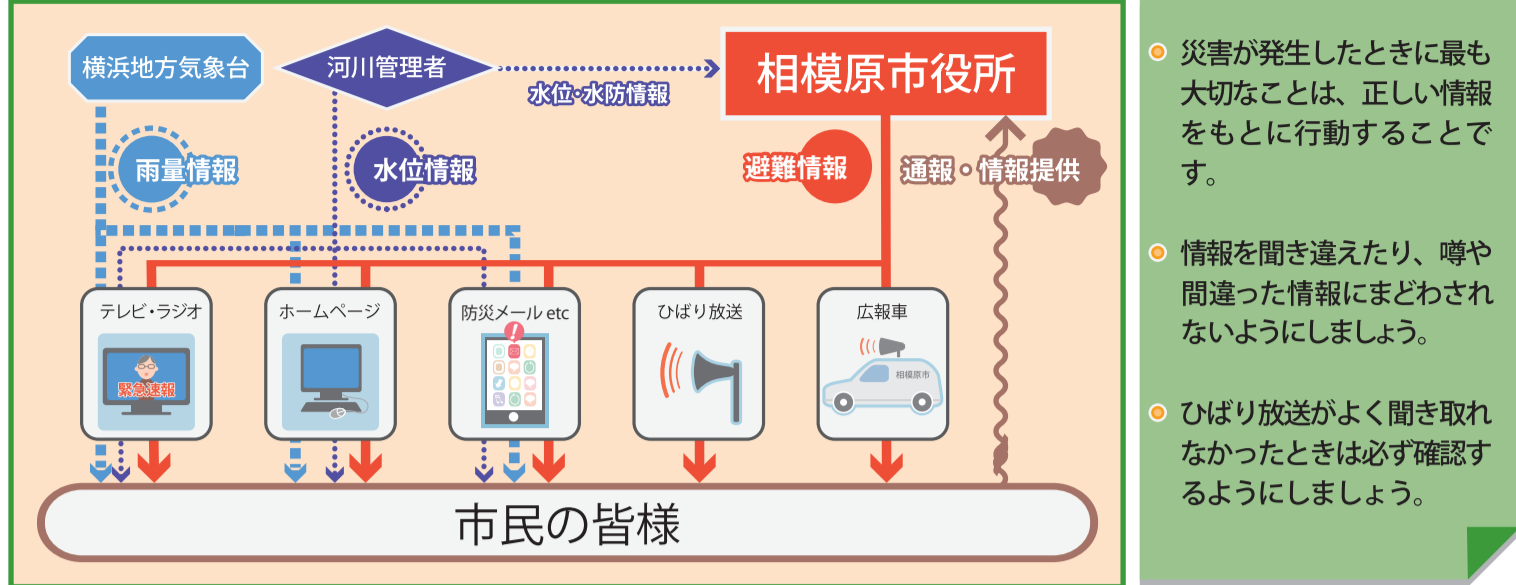 横浜地方気象台
河川管理者
水位・水防情報
相模原市役所
雨量情報
水位情報
避難情報
通報・情報提供
テレビ・ラジオ
緊急速報
ホームページ
防災メール etc
!
ひばり放送
広報車
相模原市
市民の皆様
災害が発生したときに最も
大切なことは、正しい情報
をもとに行動することで
す。
情報を聞き違えたり、噂や
間違った情報にまどわされ
ないようにしましょう。
ひばり放送がよく聞き取れ
なかったときは必ず確認す
るようにしましょう。